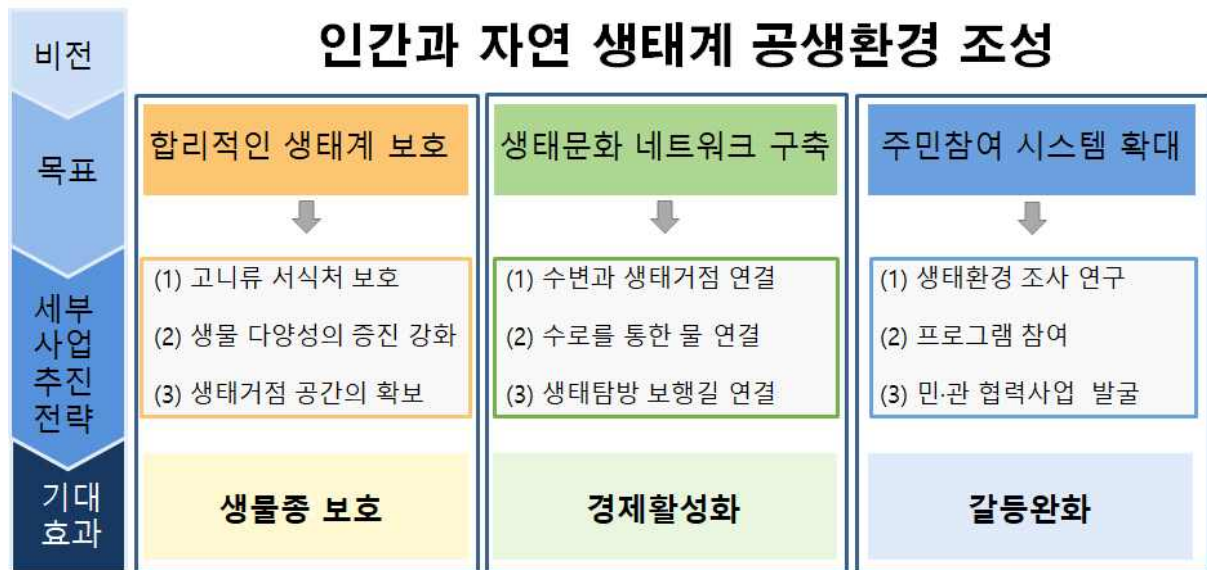 비전
인간과 자연 생태계 공생환경 조성
목표
합리적인 생태계 보호
생태문화 네트워크 구축
주민참여 시스템 확대
세부
사업
추진
전략
(1) 고니류 서식처 보호
(2) 생물 다양성의 증진 강화
(3) 생태거점 공간의 확보
(1) 수변과 생태거점 연결
(2) 수로를 통한 물 연결
(3) 생태탐방 보행길 연결
(1) 생태환경 조사 연구
(2) 프로그램 참여
(3) 민·관 협력사업 발굴
기대
효과
생물종 보호
경제활성화
갈등완화